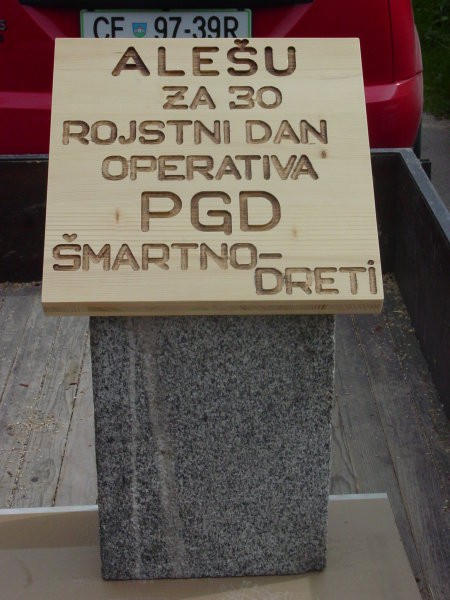 CE 97-39R
ALEŠU
ZA 30
ROJSTNI DAN
OPERATIVA
PGD
ŠMARTNO-
DRETI